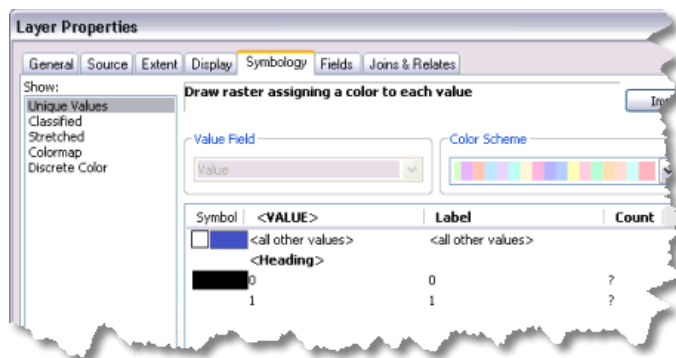 Layer Properties
General Source Extent Display Symbology Fields Joins & Relates
Show:
Unique Values
Classified
Stretched
Colormap
Discrete Color
Draw raster assigning a color to each value
Value Field
Value
Color Scheme
Symbol <VALUE> Label Count
<all other values> <all other values>
<Heading>
0 0 ?
1 1 ?